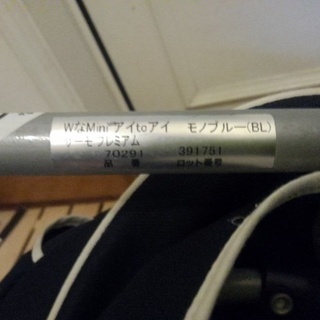 WなMini アイtoアイ モノブルー(BL)
サーモプレミアム
70291 391751
品 番 ロット番号